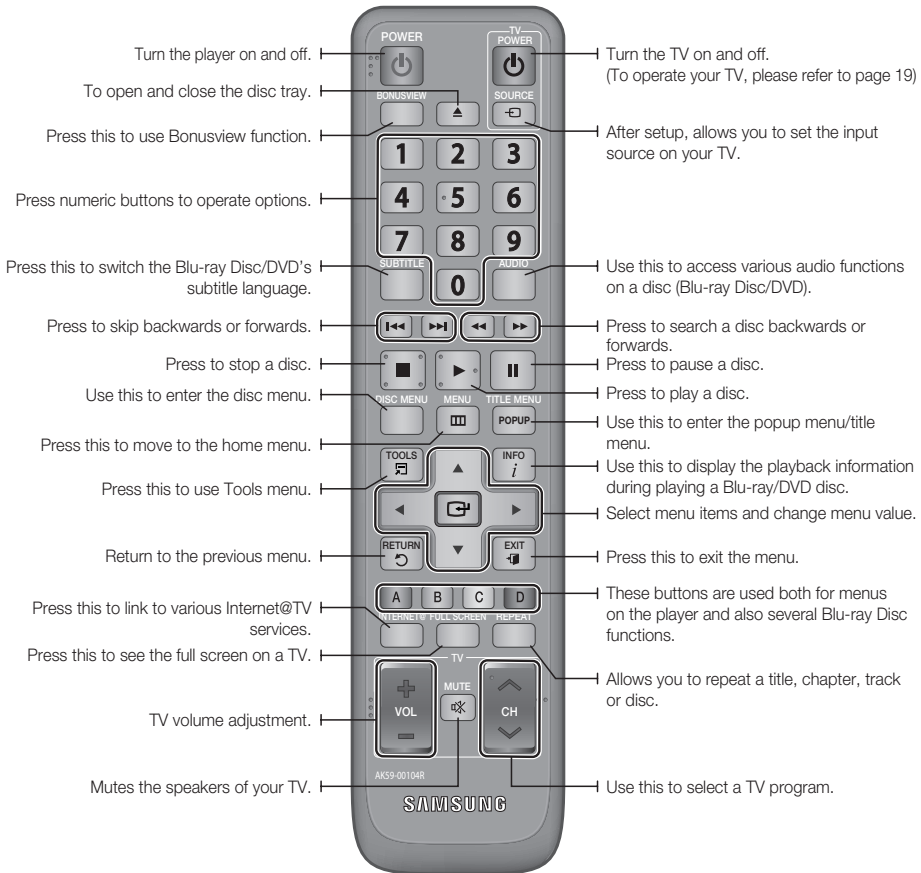 POWER
TV
POWER
Turn the player on and off.
Turn the TV on and off.
(To operate your TV, please refer to page 19)
To open and close the disc tray.
BONUSVIEW
SOURCE
Press this to use Bonusview function.
After setup, allows you to set the input
source on your TV.
1 2 3
Press numeric buttons to operate options.
4 5 6
7 8 9
SUBTITLE
AUDIO
0
Press this to switch the Blu-ray Disc/DVD's
subtitle language.
Use this to access various audio functions
on a disc (Blu-ray Disc/DVD).
Press to skip backwards or forwards.
Press to search a disc backwards or
forwards.
Press to stop a disc.
Press to pause a disc.
Press to play a disc.
Use this to enter the disc menu.
DISC MENU MENU TITLE MENU
POPUP
Use this to enter the popup menu/title
menu.
Press this to move to the home menu.
TOOLS
INFO
i
Use this to display the playback information
during playing a Blu-ray/DVD disc.
Press this to use Tools menu.
Select menu items and change menu value.
RETURN
EXIT
Return to the previous menu.
Press this to exit the menu.
A B C D
These buttons are used both for menus
on the player and also several Blu-ray Disc
functions.
Press this to link to various Internet@TV
services.
INTERNET@ FULL SCREEN REPEAT
Press this to see the full screen on a TV.
Allows you to repeat a title, chapter, track
or disc.
TV
MUTE
VOL
CH
TV volume adjustment.
AK59-00104R
Mutes the speakers of your TV.
Use this to select a TV program.
SAMSUNG